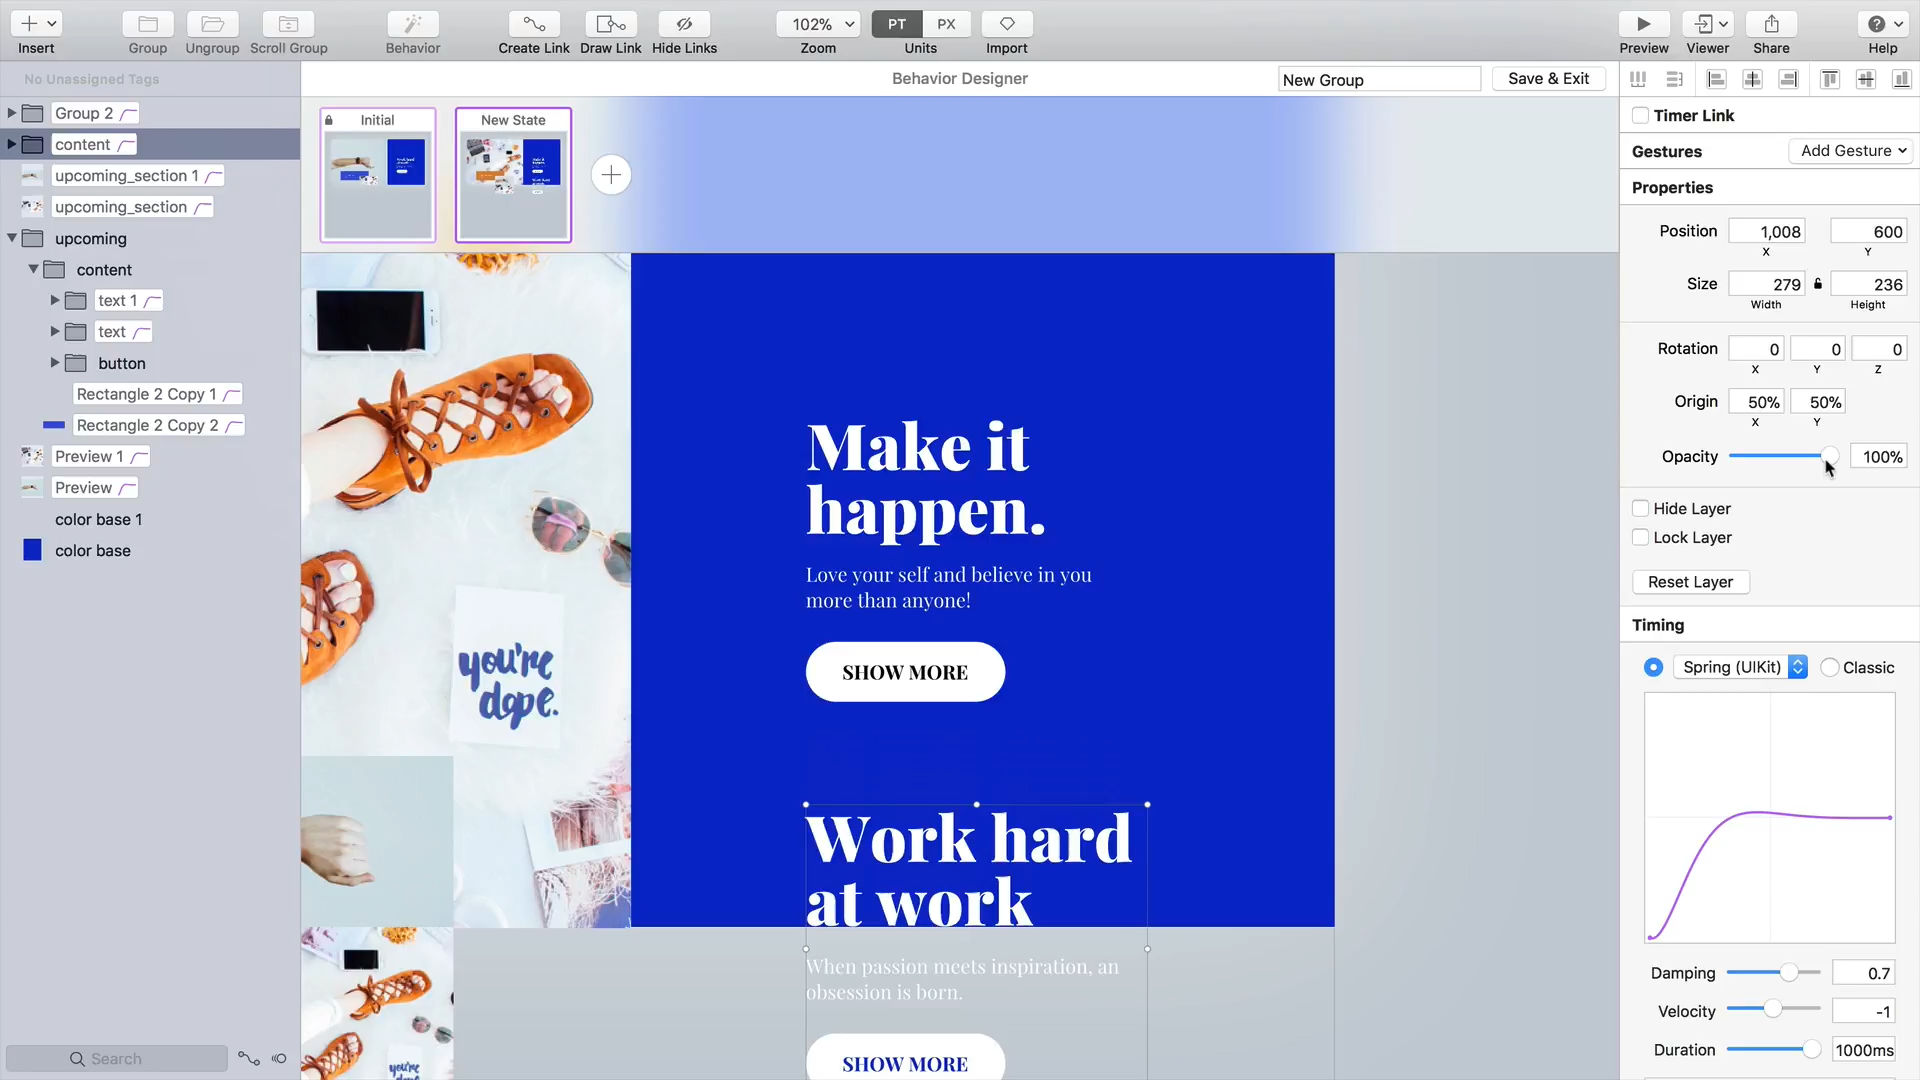 Insert
Group
Ungroup
Scroll Group
Behavior
Create Link
Draw Link
Hide Links
102%
Zoom
PT
PX
Units
Import
Preview
Viewer
Share
?
Help
No Unassigned Tags
Behavior Designer
New Group
Save & Exit
Group 2
content
upcoming_section 1
upcoming_section
upcoming
content
text 1
text
button
Rectangle 2 Copy 1
Rectangle 2 Copy 2
Preview 1
Preview
color base 1
color base
Search
Initial
New State
you're
dope.
Make it
happen.
Love your self and believe in you
more than anyone!
SHOW MORE
Work hard
at work
When passion meets inspiration, an
obsession is born.
SHOW MORE
you're
Timer Link
Gestures
Add Gesture
Properties
Position
1,008
600
X
Y
Size
279
236
Width
Height
Rotation
0
0
0
X
Y
Z
Origin
50%
50%
X
Y
Opacity
100%
Hide Layer
Lock Layer
Reset Layer
Timing
Spring (UIKit)
Classic
Damping
0.7
Velocity
-1
Duration
1000ms